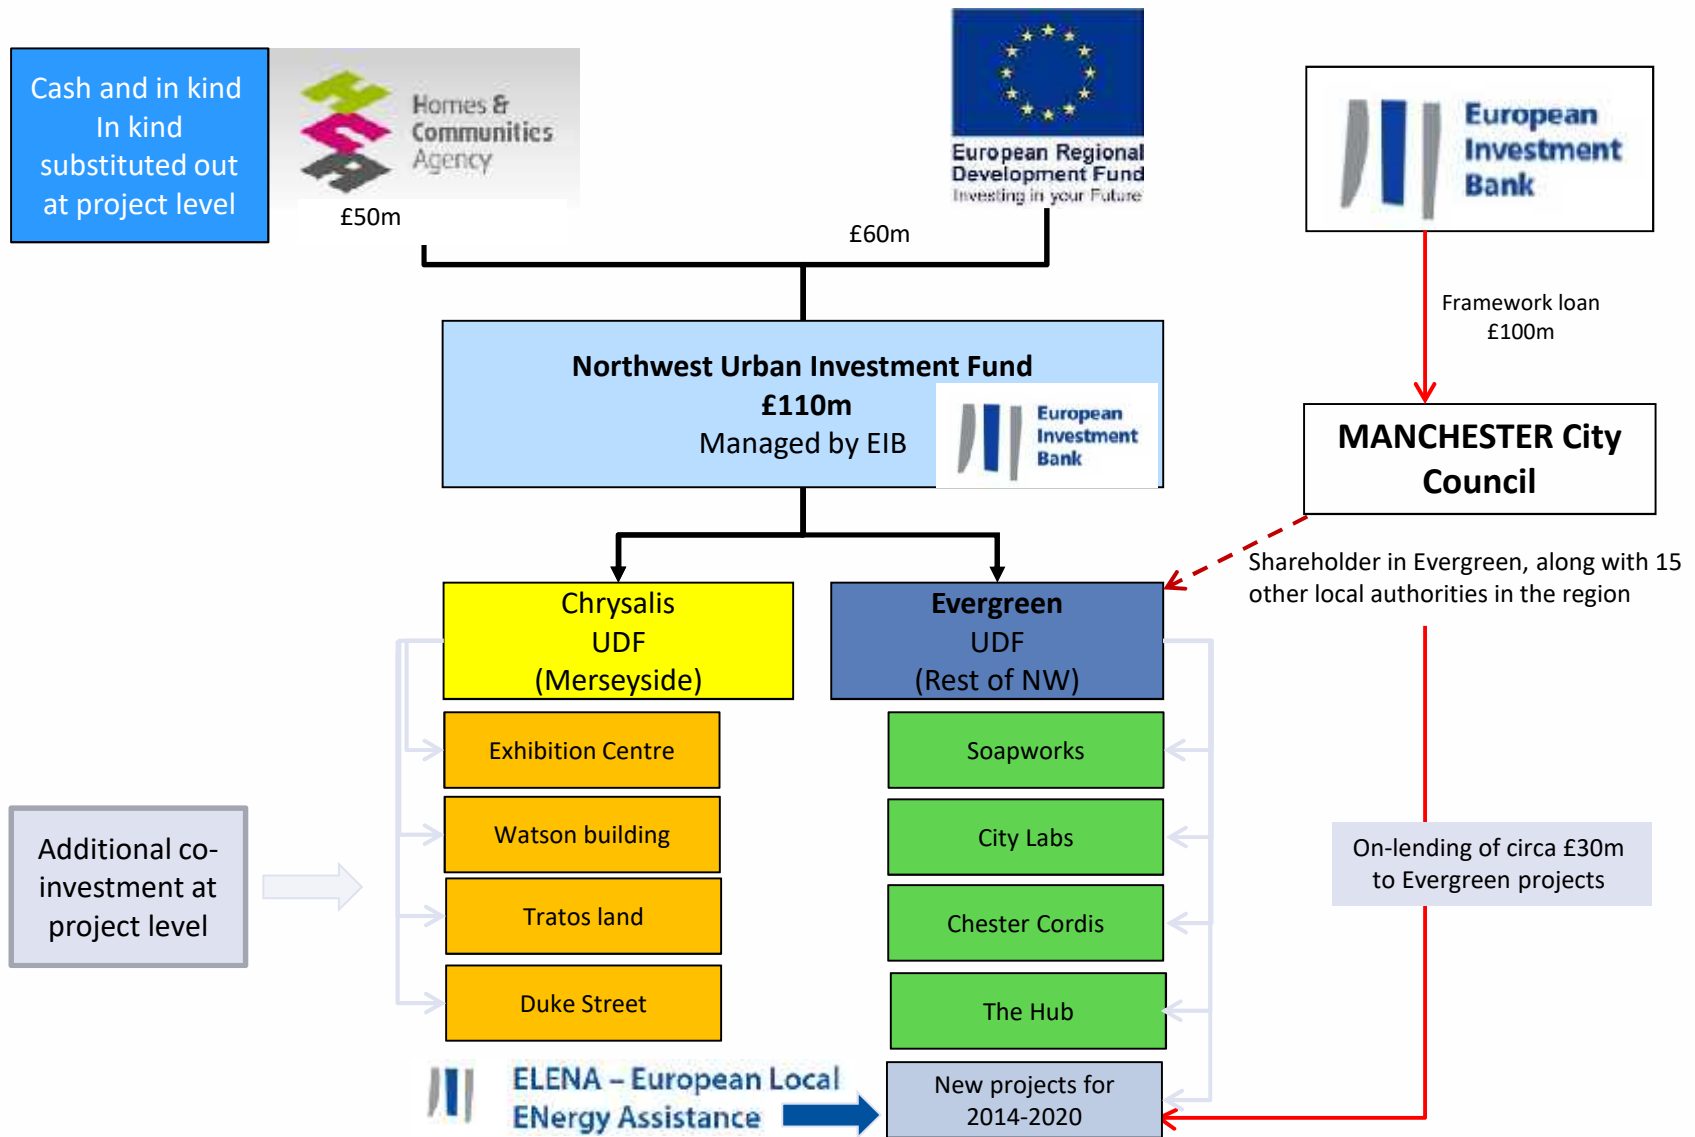 Cash and in kind
In kind
substituted out
at project level
Homes &
Communities
Agency
£50m
European Regional
Development Fund
Investing in your Future
£60m
European
Investment
Bank
Framework loan
£100m
Northwest Urban Investment Fund
£110m
Managed by EIB
European
Investment
Bank
MANCHESTER City
Council
Shareholder in Evergreen, along with 15
other local authorities in the region
Chrysalis
UDF
(Merseyside)
Evergreen
UDF
(Rest of NW)
Exhibition Centre
Watson building
Tratos land
Duke Street
Soapworks
City Labs
Chester Cordis
The Hub
New projects for
2014-2020
Additional co-
investment at
project level
On-lending of circa £30m
to Evergreen projects
ELENA – European Local
ENergy Assistance